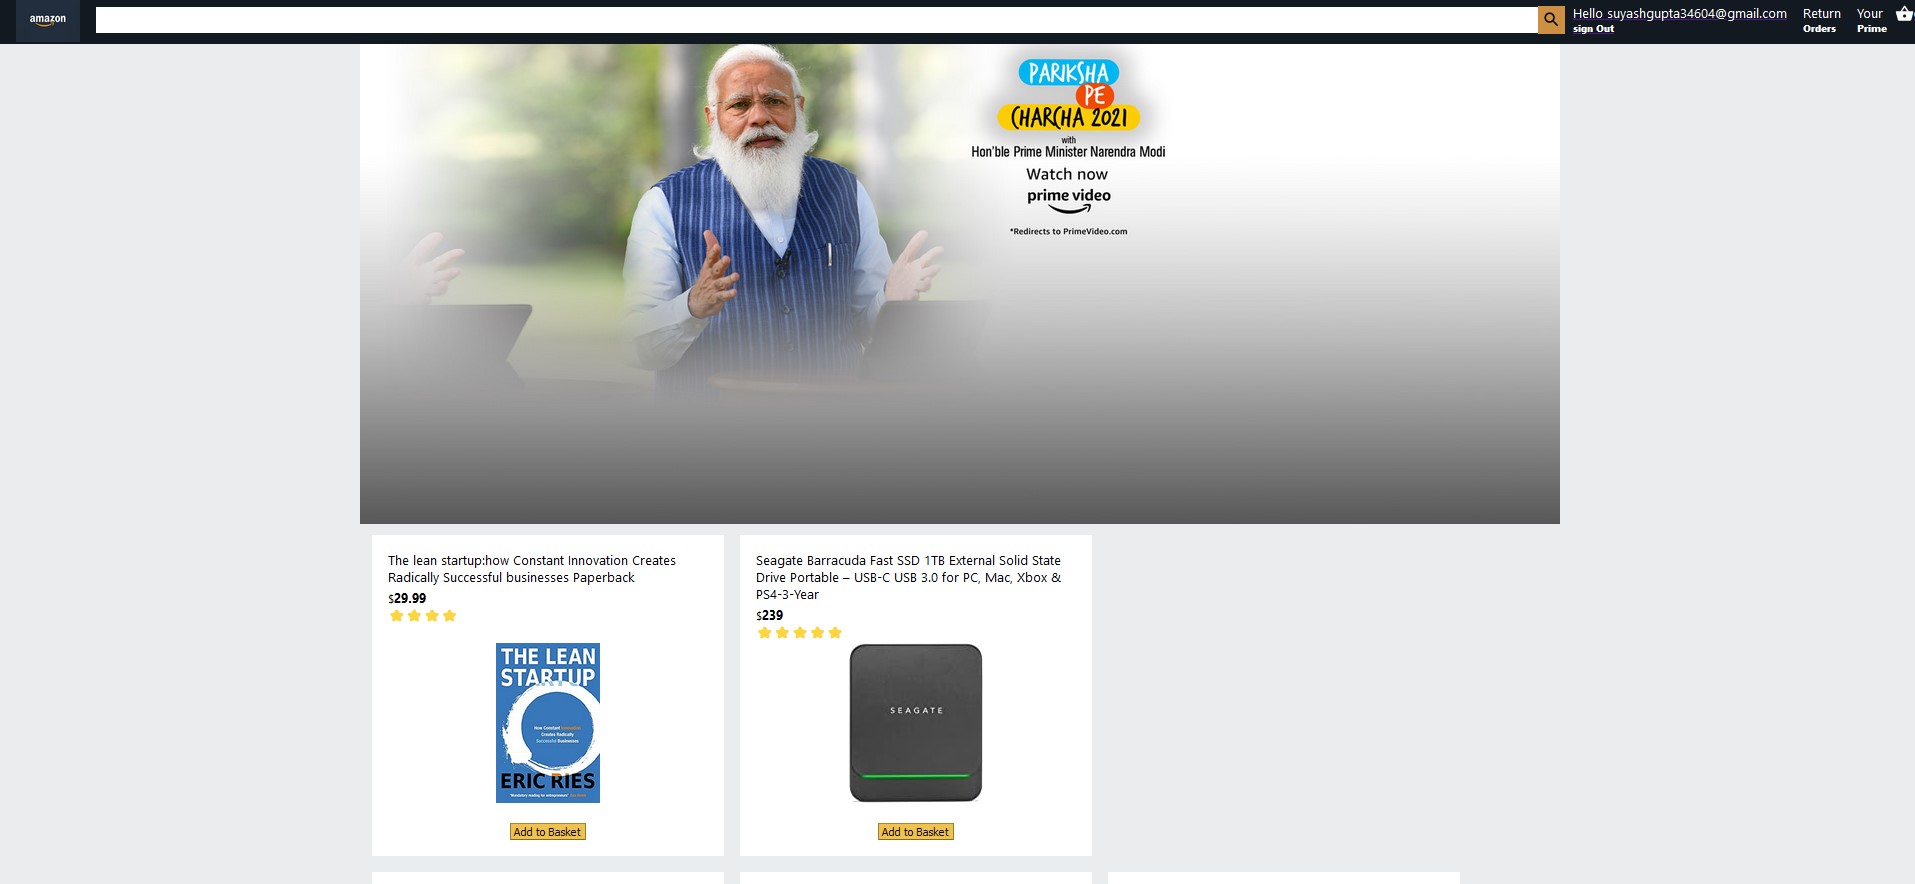 amazon
Hello suyashgupta34604@gmail.com
sign Out
Return
Orders
Your
Prime
PARIKSHA
PE
CHARCHA 2021
with
Hon'ble Prime Minister Narendra Modi
Watch now
prime video
*Redirects to PrimeVideo.com
The lean startup:how Constant Innovation Creates
Radically Successful businesses Paperback
$29.99
THE LEAN
STARTUP
How Constant Innovation
Creates Radically
Successful Businesses
ERIC RIES
Add to Basket
Seagate Barracuda Fast SSD 1TB External Solid State
Drive Portable – USB-C USB 3.0 for PC, Mac, Xbox &
PS4-3-Year
$239
SEAGATE
Add to Basket